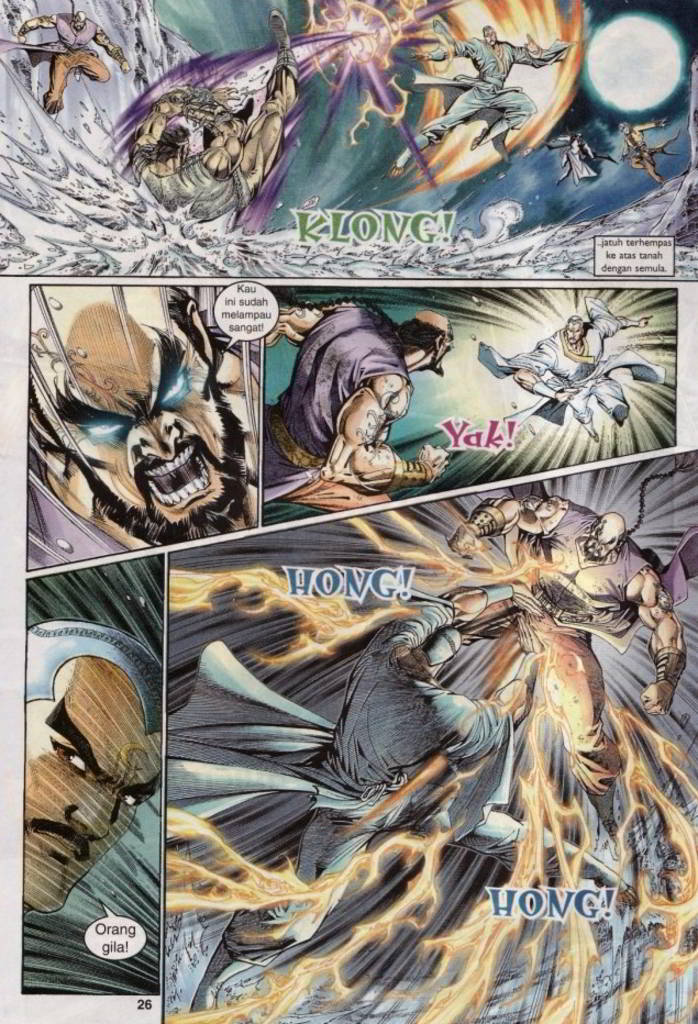 KLONG!
...jatuh terhempas
ke atas tanah
dengan semula.
Kau
ini sudah
melampau
sangat!
Yak!
HONG!
Orang
gila!
HONG!
26